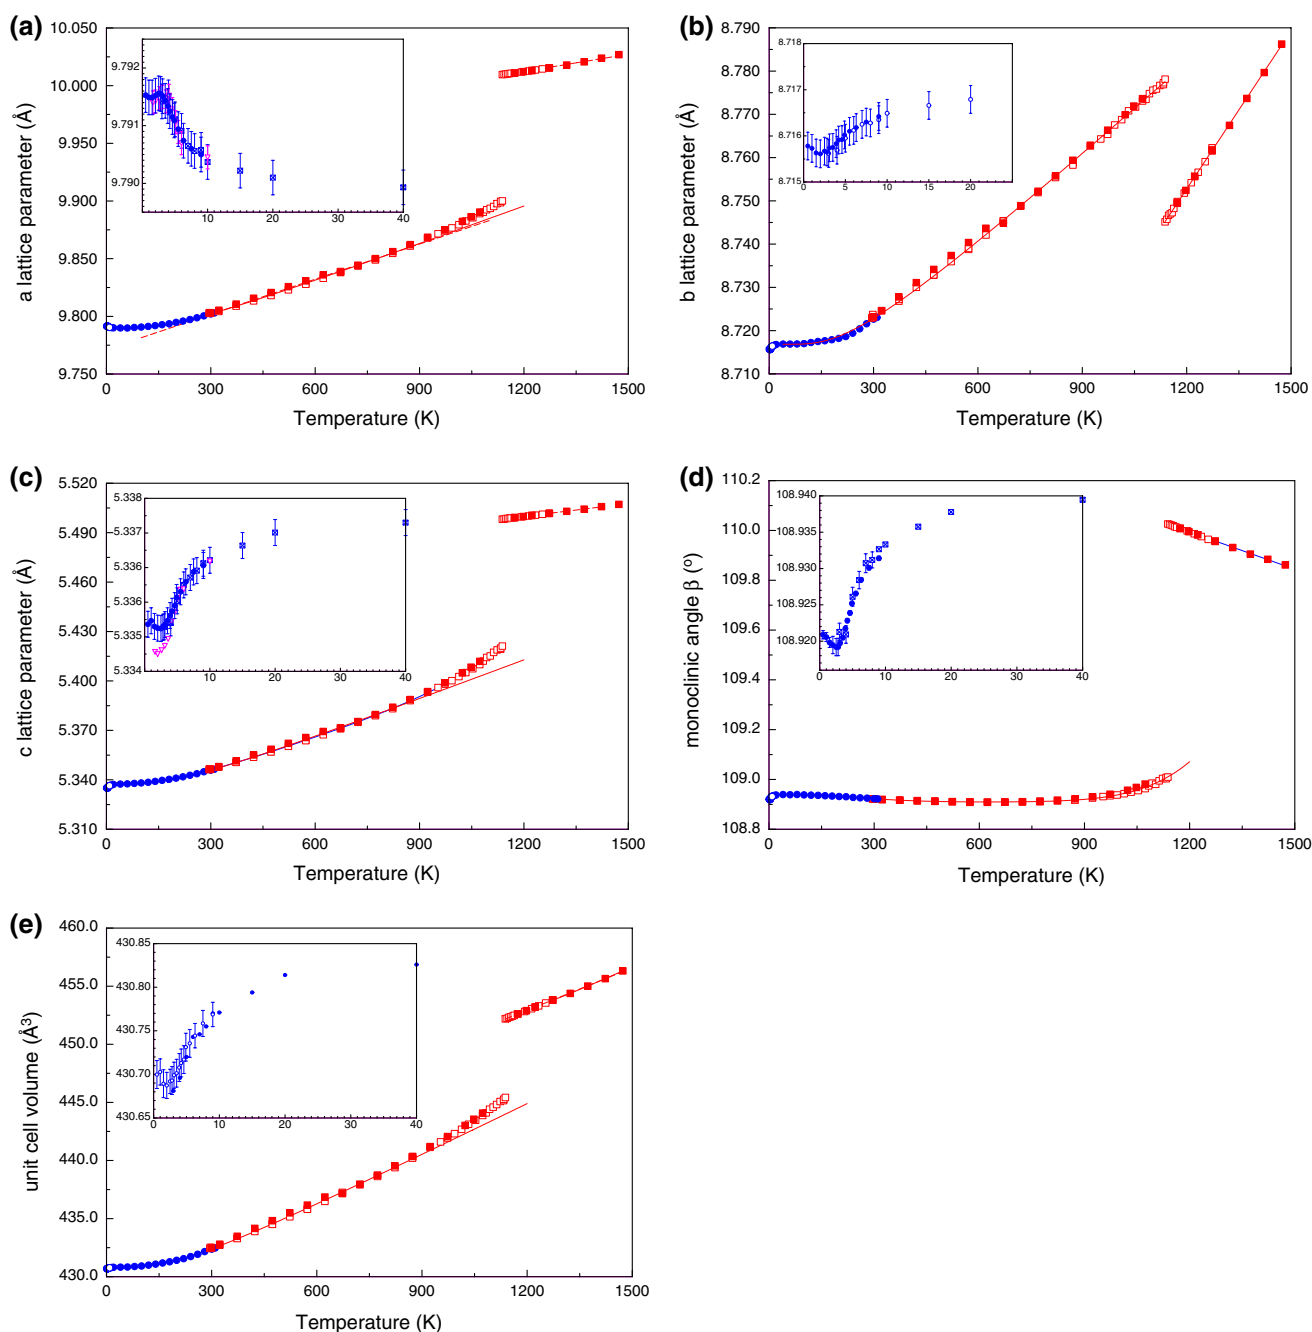 (a)
10.050
10.000
9.950
9.900
9.850
9.800
9.750
a lattice parameter (Å)
9.792
9.791
9.790
10 20 30 40
0 300 600 900 1200 1500
Temperature (K)
(b)
8.790
8.780
8.770
8.760
8.750
8.740
8.730
8.720
8.710
b lattice parameter (Å)
8.718
8.717
8.716
8.715
0 5 10 15 20
0 300 600 900 1200 1500
Temperature (K)
(c)
5.520
5.490
5.460
5.430
5.400
5.370
5.340
5.310
c lattice parameter (Å)
5.338
5.337
5.336
5.335
5.334
10 20 30 40
0 300 600 900 1200 1500
Temperature (K)
(d)
110.2
110.0
109.8
109.6
109.4
109.2
109.0
108.8
monoclinic angle β (º)
108.940
108.935
108.930
108.925
108.920
0 10 20 30 40
0 300 600 900 1200 1500
Temperature (K)
(e)
460.0
455.0
450.0
445.0
440.0
435.0
430.0
unit cell volume (Å³)
430.85
430.80
430.75
430.70
430.65
0 10 20 30 40
0 300 600 900 1200 1500
Temperature (K)